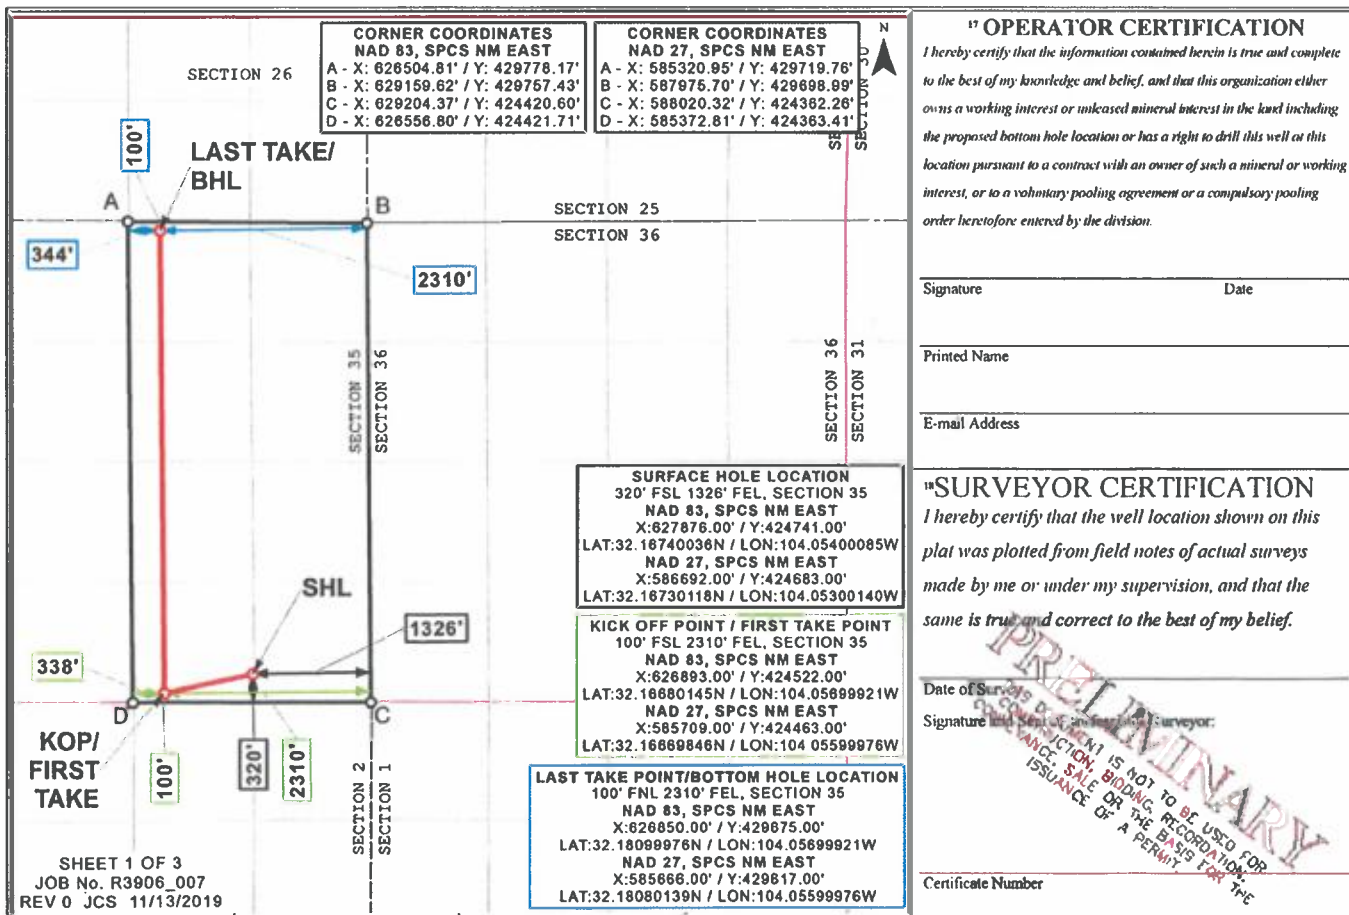 CORNER COORDINATES
NAD 83, SPCS NM EAST
A - X: 626504.81' / Y: 429778.17'
B - X: 629159.62' / Y: 429757.43'
C - X: 629204.37' / Y: 424420.60'
D - X: 626556.80' / Y: 424421.71'
CORNER COORDINATES
NAD 27, SPCS NM EAST
A - X: 585320.95' / Y: 429719.76'
B - X: 587975.70' / Y: 429698.99'
C - X: 588020.32' / Y: 424362.26'
D - X: 585372.81' / Y: 424363.41'
N
SECTION 26
100'
LAST TAKE/
BHL
A
B
SECTION 25
SECTION 36
344'
2310'
SECTION 35
SECTION 36
SECTION 36
SECTION 31
SHL
1326'
338'
D
C
KOP/
FIRST
TAKE
100'
320'
2310'
SECTION 2
SECTION 1
SURFACE HOLE LOCATION
320' FSL 1326' FEL, SECTION 35
NAD 83, SPCS NM EAST
X:627876.00' / Y:424741.00'
LAT:32.16740036N / LON:104.05400085W
NAD 27, SPCS NM EAST
X:586692.00' / Y:424683.00'
LAT:32.16730118N / LON:104.05300140W
KICK OFF POINT / FIRST TAKE POINT
100' FSL 2310' FEL, SECTION 35
NAD 83, SPCS NM EAST
X:626893.00' / Y:424522.00'
LAT:32.16680145N / LON:104.05699921W
NAD 27, SPCS NM EAST
X:585709.00' / Y:424463.00'
LAT:32.16669846N / LON:104 05599976W
LAST TAKE POINT/BOTTOM HOLE LOCATION
100' FNL 2310' FEL, SECTION 35
NAD 83, SPCS NM EAST
X:626850.00' / Y:429675.00'
LAT:32.18099976N / LON:104.05699921W
NAD 27, SPCS NM EAST
X:585666.00' / Y:429617.00'
LAT:32.18080139N / LON:104.05599976W
SHEET 1 OF 3
JOB No. R3906_007
REV 0 JCS 11/13/2019
17 OPERATOR CERTIFICATION
I hereby certify that the information contained herein is true and complete
to the best of my knowledge and belief, and that this organization either
owns a working interest or unleased mineral interest in the land including
the proposed bottom hole location or has a right to drill this well at this
location pursuant to a contract with an owner of such a mineral or working
interest, or to a voluntary pooling agreement or a compulsory pooling
order heretofore entered by the division.
Signature Date
Printed Name
E-mail Address
18 SURVEYOR CERTIFICATION
I hereby certify that the well location shown on this
plat was plotted from field notes of actual surveys
made by me or under my supervision, and that the
same is true and correct to the best of my belief.
Date of Survey
Signature and Seal of Surveyor:
PRELIMINARY
THIS DOCUMENT IS NOT TO BE USED FOR
CONSTRUCTION, BIDDING, RECORDATION,
CONVEYANCE, SALE OR THE BASIS FOR THE
ISSUANCE OF A PERMIT
Certificate Number